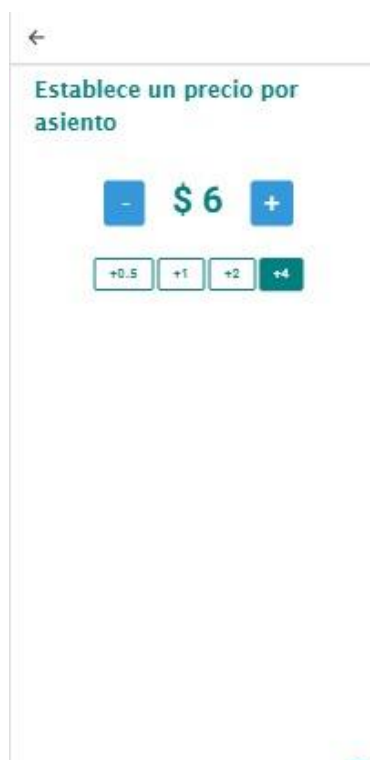 Establece un precio por
asiento
- $ 6 +
+0.5 +1 +2 +4